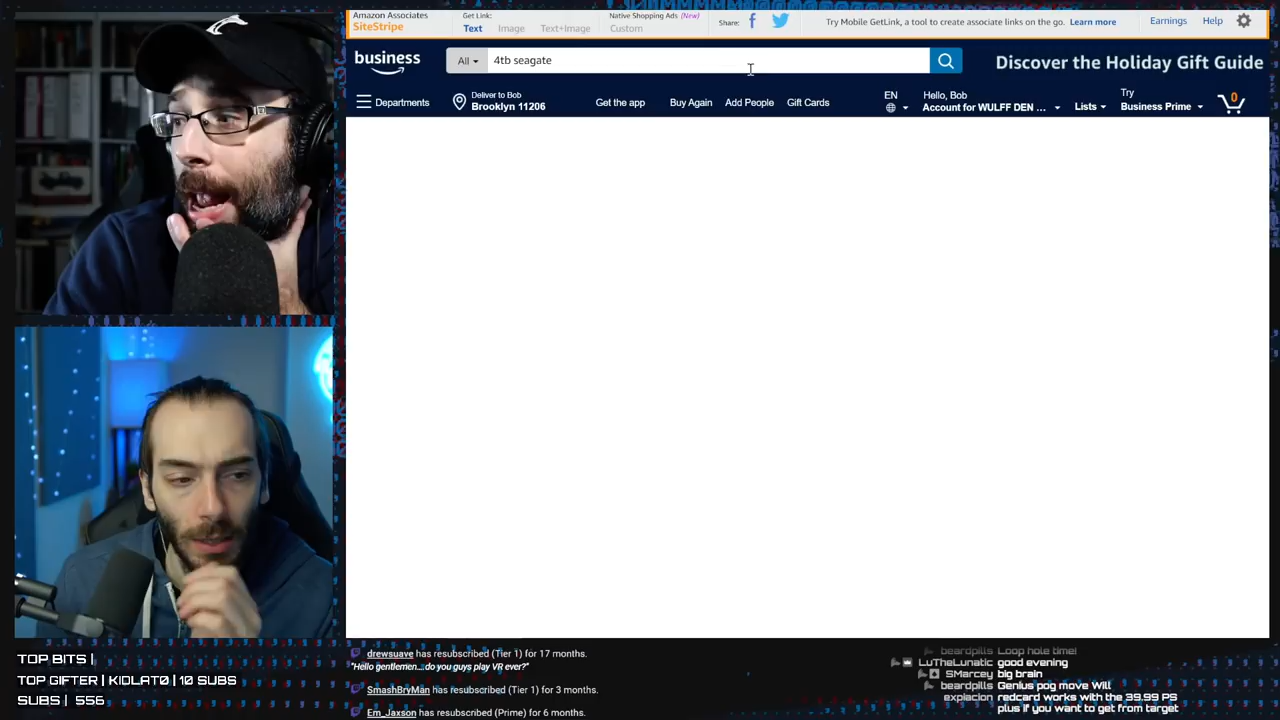 Amazon Associates
SiteStripe
Get Link:
Text Image Text+Image
Native Shopping Ads (New)
Custom
Share:
Try Mobile GetLink, a tool to create associate links on the go. Learn more
Earnings Help
business
All 4tb seagate
Discover the Holiday Gift Guide
Departments
Deliver to Bob
Brooklyn 11206
Get the app Buy Again Add People Gift Cards
EN
Hello, Bob
Account for WULFF DEN ...
Lists
Try
Business Prime
0
TOP BITS |
TOP GIFTER | KIDLAT0 | 10 SUBS
SUBS | 556
drewsuave has resubscribed (Tier 1) for 17 months.
"Hello gentlemen...do you guys play VR ever?"
SmashBryMan has resubscribed (Tier 1) for 3 months.
Em_Jaxson has resubscribed (Prime) for 6 months.
beardpills Loop hole time!
LuTheLunatic good evening
SMarcey big brain
beardpills Genius pog move Will
explacion redcard works with the 39.99 PS
plus if you want to get from target